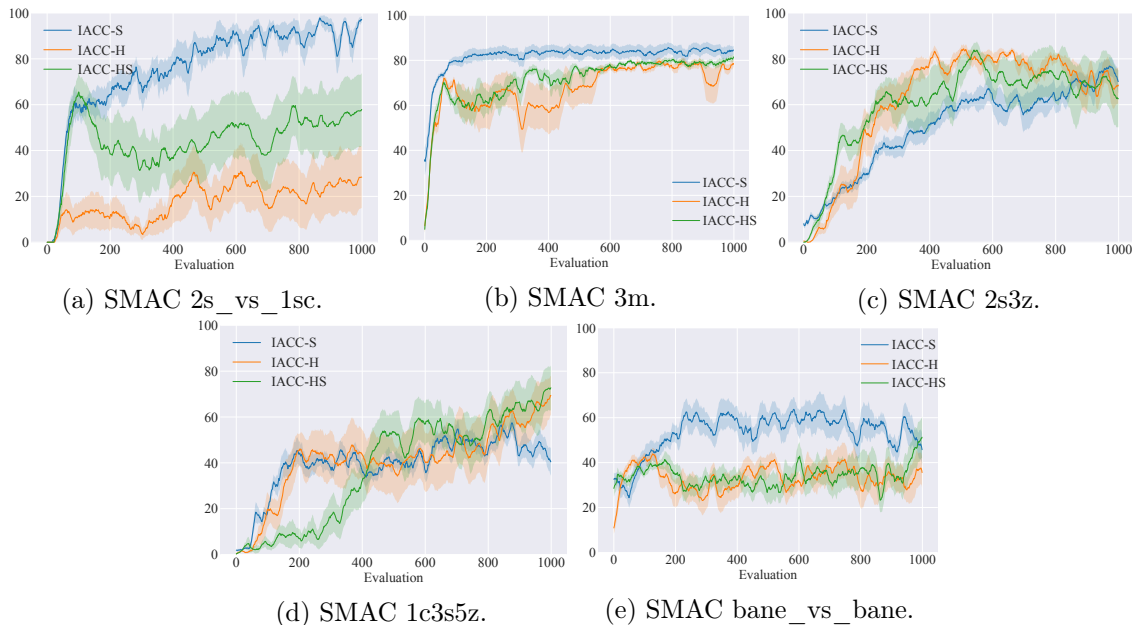 100
80
60
40
20
0
IACC-S
IACC-H
IACC-HS
0 200 400 600 800 1000
Evaluation
(a) SMAC 2s_vs_1sc.
100
80
60
40
20
0
IACC-S
IACC-H
IACC-HS
0 200 400 600 800 1000
Evaluation
(b) SMAC 3m.
100
80
60
40
20
0
IACC-S
IACC-H
IACC-HS
0 200 400 600 800 1000
Evaluation
(c) SMAC 2s3z.
100
80
60
40
20
0
IACC-S
IACC-H
IACC-HS
0 200 400 600 800 1000
Evaluation
(d) SMAC 1c3s5z.
100
80
60
40
20
0
IACC-S
IACC-H
IACC-HS
0 200 400 600 800 1000
Evaluation
(e) SMAC bane_vs_bane.